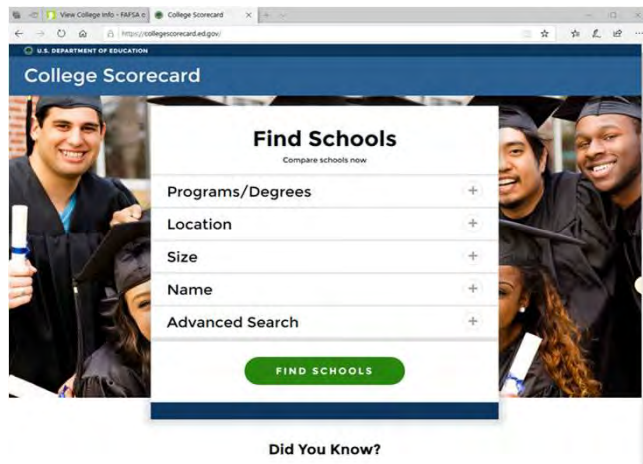 View College Info - FAFSA
College Scorecard
https://collegescorecard.ed.gov/
U.S. DEPARTMENT OF EDUCATION
College Scorecard
Find Schools
Compare schools now
Programs/Degrees
Location
Size
Name
Advanced Search
FIND SCHOOLS
Did You Know?